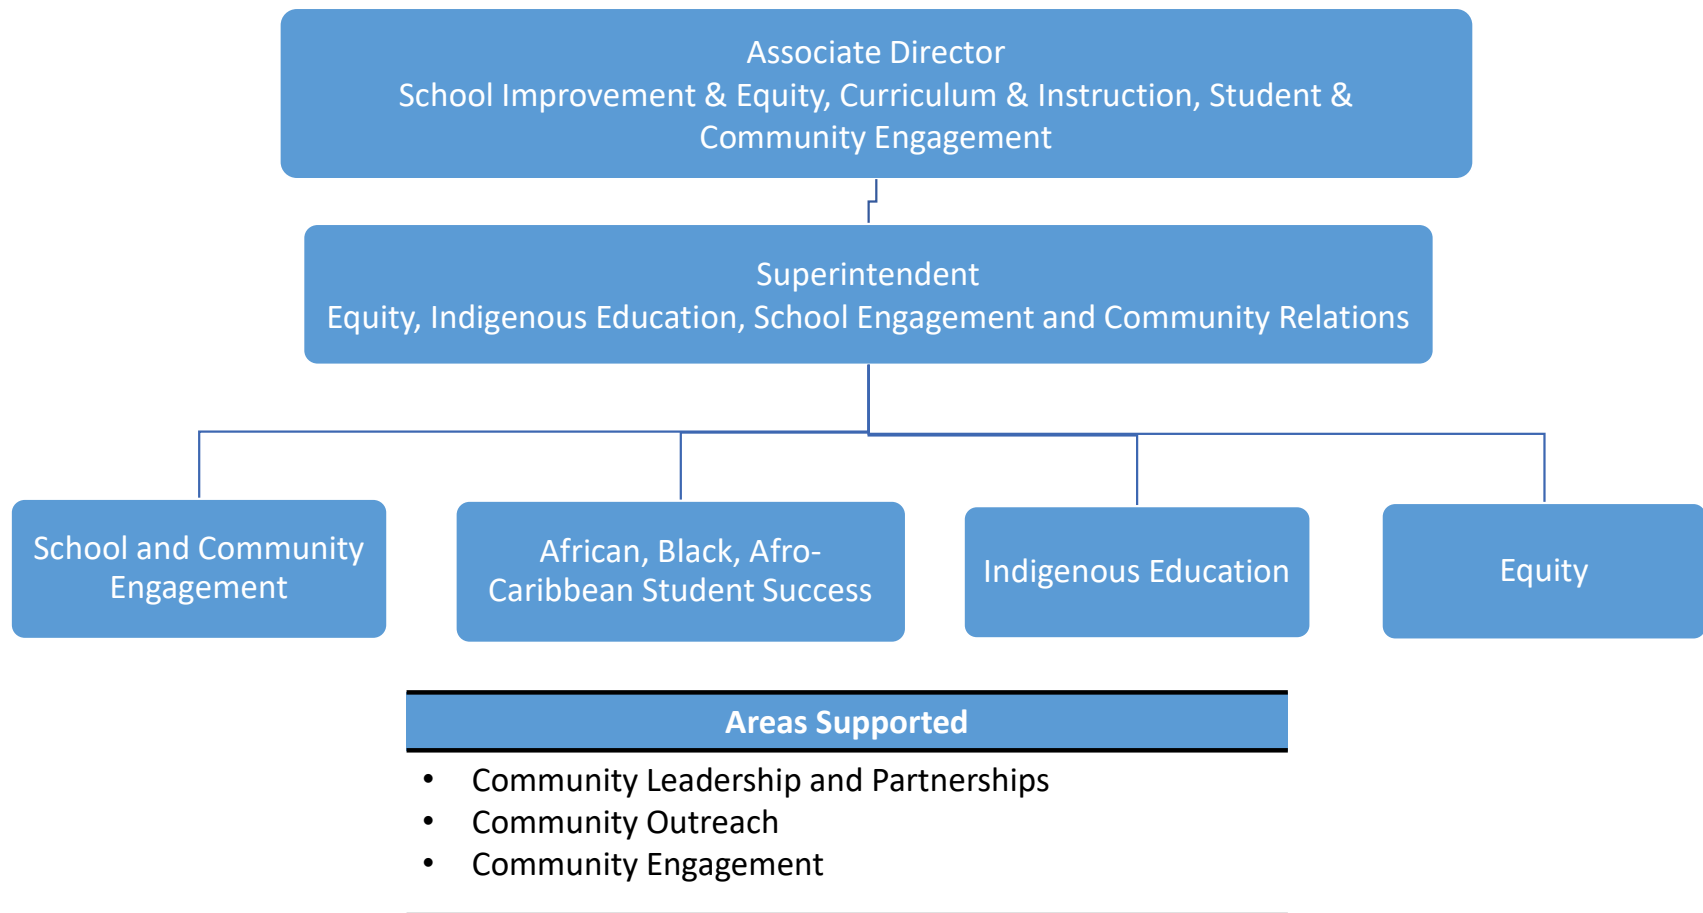 Associate Director
School Improvement & Equity, Curriculum & Instruction, Student &
Community Engagement
Superintendent
Equity, Indigenous Education, School Engagement and Community Relations
School and Community
Engagement
African, Black, Afro-
Caribbean Student Success
Indigenous Education
Equity
Areas Supported
• Community Leadership and Partnerships
• Community Outreach
• Community Engagement